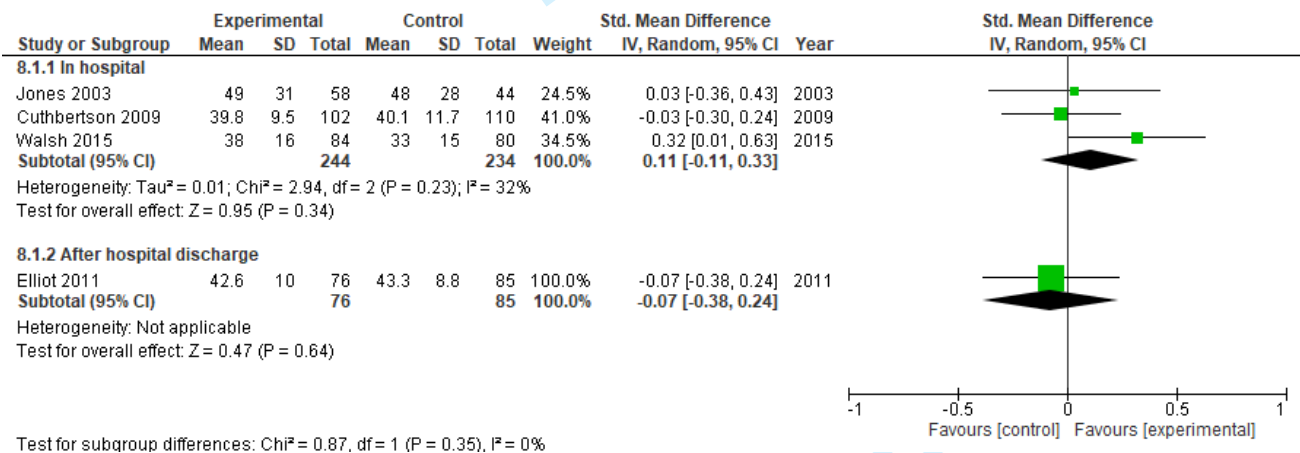 Experimental Control Std. Mean Difference Std. Mean Difference
Study or Subgroup Mean SD Total Mean SD Total Weight IV, Random, 95% CI Year IV, Random, 95% CI
8.1.1 In hospital
Jones 2003 49 31 58 48 28 44 24.5% 0.03 [-0.36, 0.43] 2003
Cuthbertson 2009 39.8 9.5 102 40.1 11.7 110 41.0% -0.03 [-0.30, 0.24] 2009
Walsh 2015 38 16 84 33 15 80 34.5% 0.32 [0.01, 0.63] 2015
Subtotal (95% CI) 244 234 100.0% 0.11 [-0.11, 0.33]
Heterogeneity: Tau² = 0.01; Chi² = 2.94, df = 2 (P = 0.23); I² = 32%
Test for overall effect: Z = 0.95 (P = 0.34)
8.1.2 After hospital discharge
Elliot 2011 42.6 10 76 43.3 8.8 85 100.0% -0.07 [-0.38, 0.24] 2011
Subtotal (95% CI) 76 85 100.0% -0.07 [-0.38, 0.24]
Heterogeneity: Not applicable
Test for overall effect: Z = 0.47 (P = 0.64)
-1 -0.5 0 0.5 1
Favours [control] Favours [experimental]
Test for subgroup differences: Chi² = 0.87, df = 1 (P = 0.35), I² = 0%